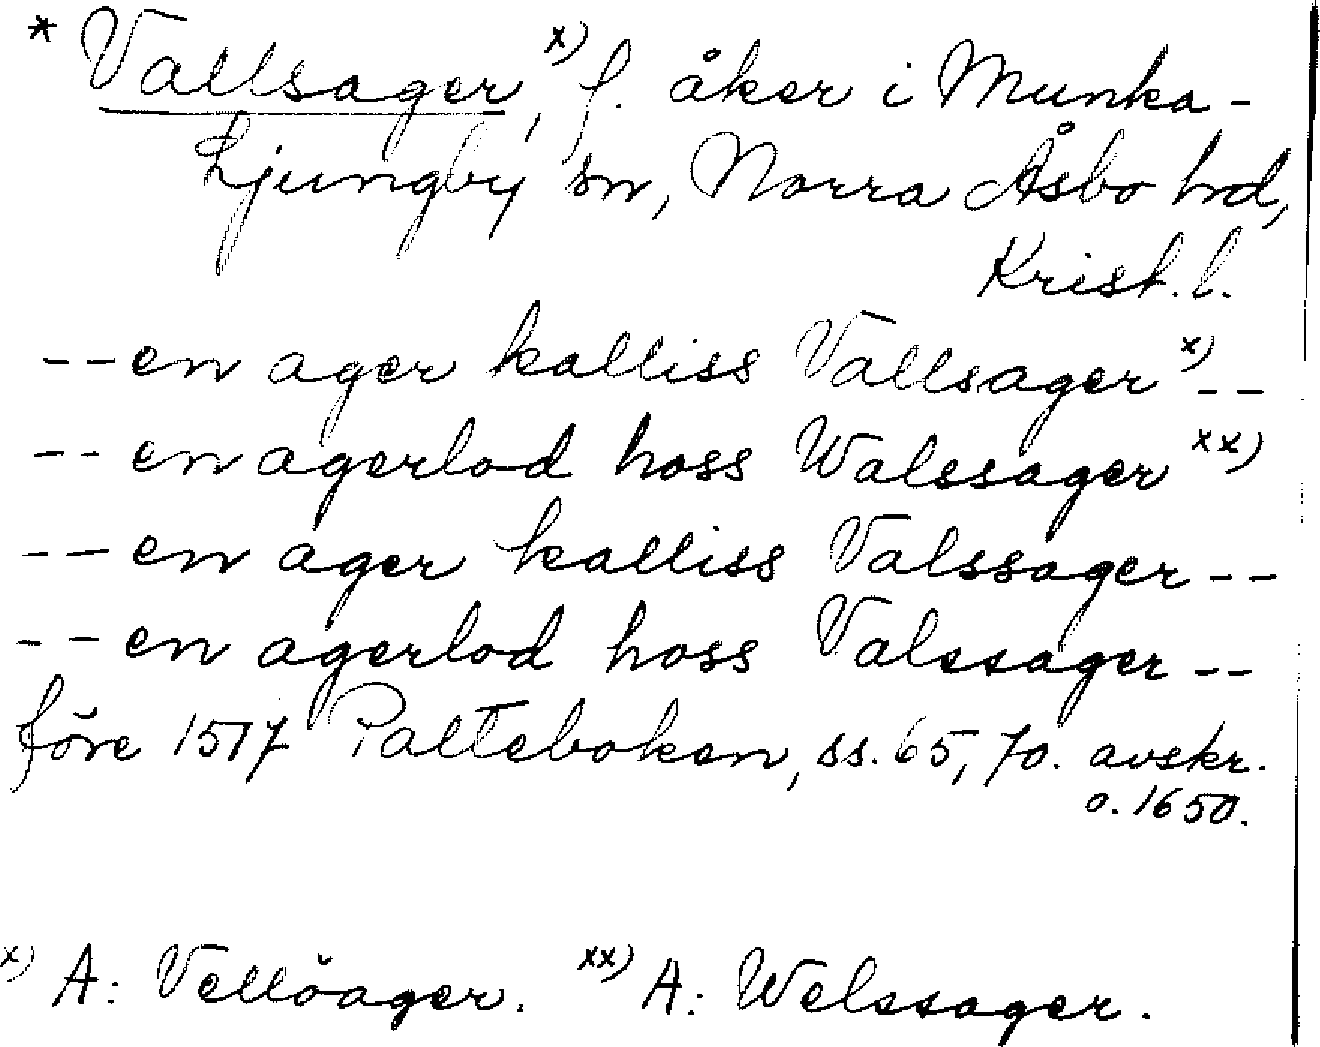 * Vallsager, x) f. åker i Munka-
Ljungby sn, Norra Åsbo hd,
Krist. l.
-- en ager kalliss Vallsager x) --
-- en agerlod hoss Walssager xx)
-- en ager kalliss Valssager --
-- en agerlod hoss Valssager --
före 1517 Palteboken, ss. 65, 70. avskr.
o. 1650.
x) A: Vellöager. xx) A: Welssager.